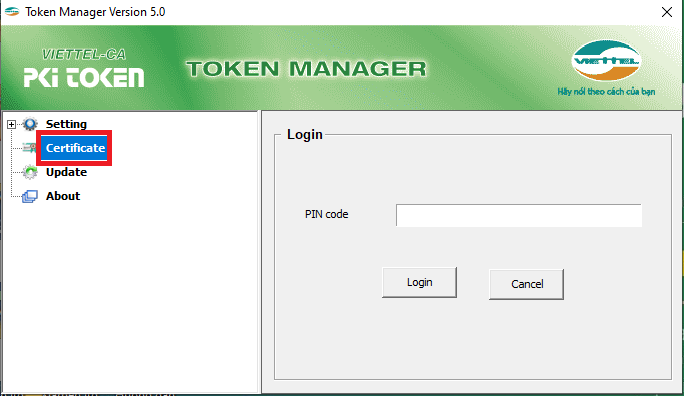 Token Manager Version 5.0
VIETTEL-CA
PKI TOKEN
TOKEN MANAGER
VIETTEL
Hãy nói theo cách của bạn
Setting
Certificate
Update
About
Login
PIN code
Login
Cancel